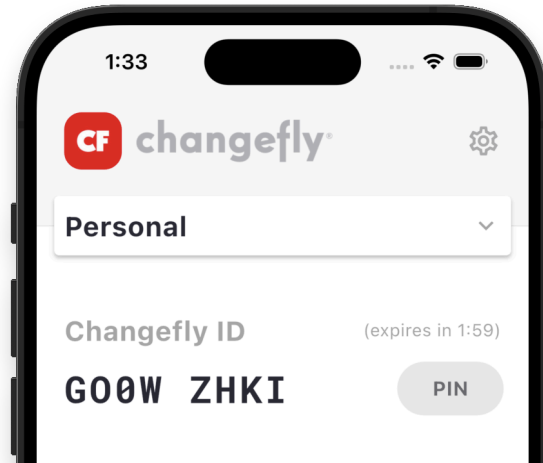 1:33
CF changefly®
Personal
Changefly ID
(expires in 1:59)
GO0W ZHKI
PIN